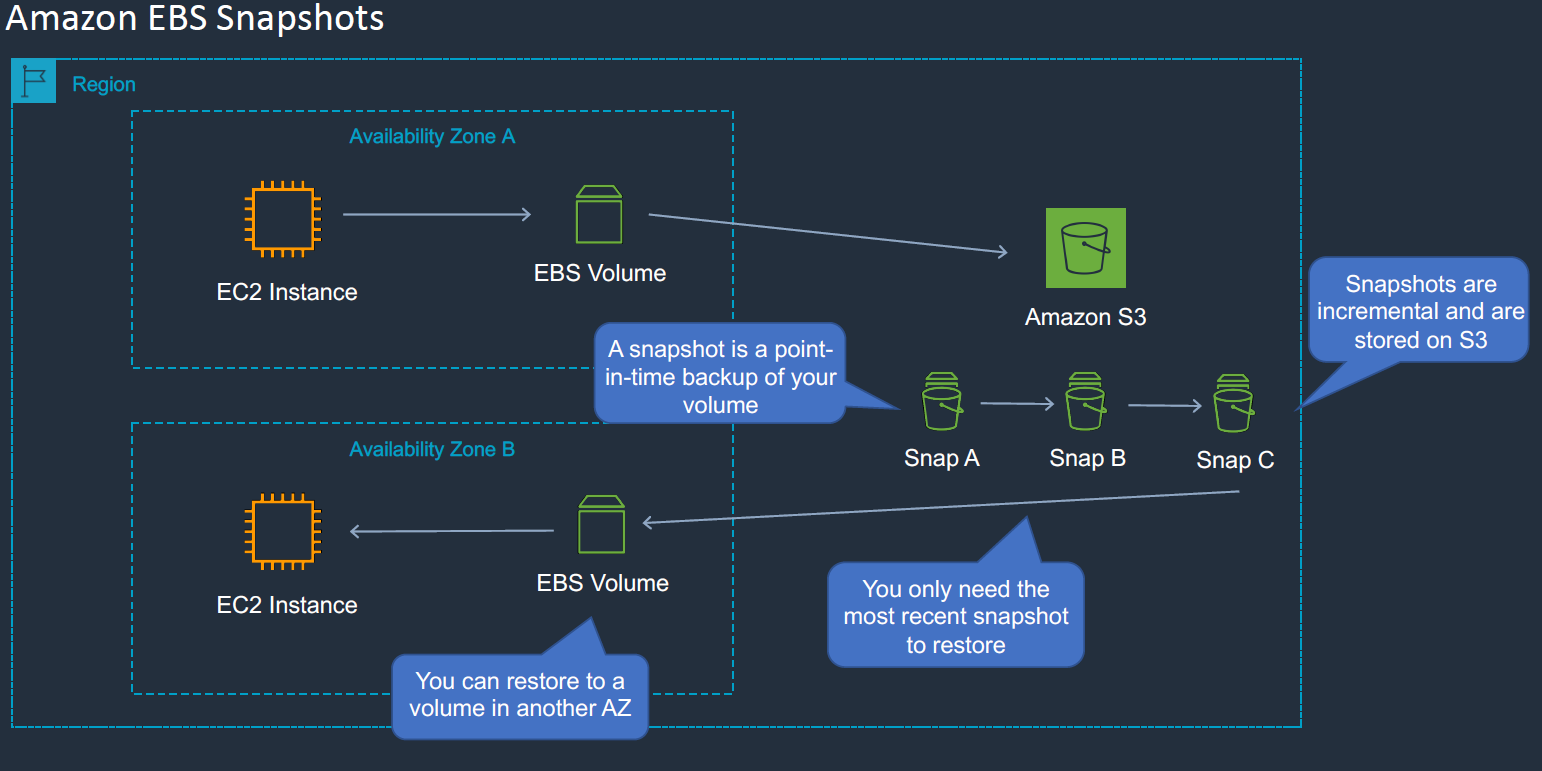 Amazon EBS Snapshots
Region
Availability Zone A
EC2 Instance
EBS Volume
Amazon S3
Snapshots are
incremental and are
stored on S3
A snapshot is a point-
in-time backup of your
volume
Snap A
Snap B
Snap C
Availability Zone B
EC2 Instance
EBS Volume
You only need the
most recent snapshot
to restore
You can restore to a
volume in another AZ